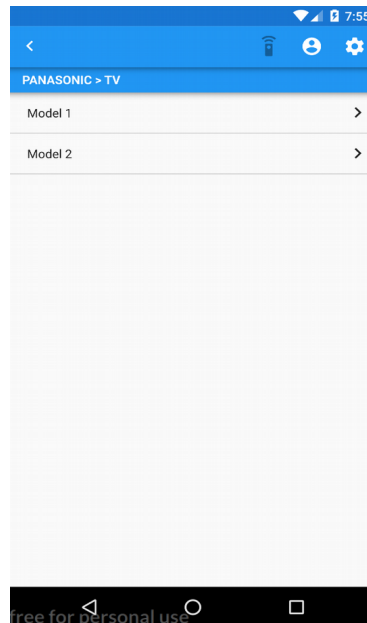 7:55
PANASONIC > TV
Model 1
Model 2
free for personal use